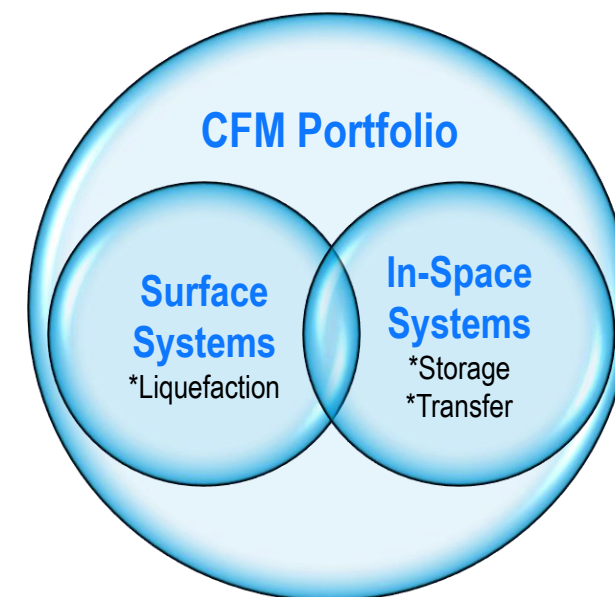 CFM Portfolio
Surface
Systems
*Liquefaction
In-Space
Systems
*Storage
*Transfer